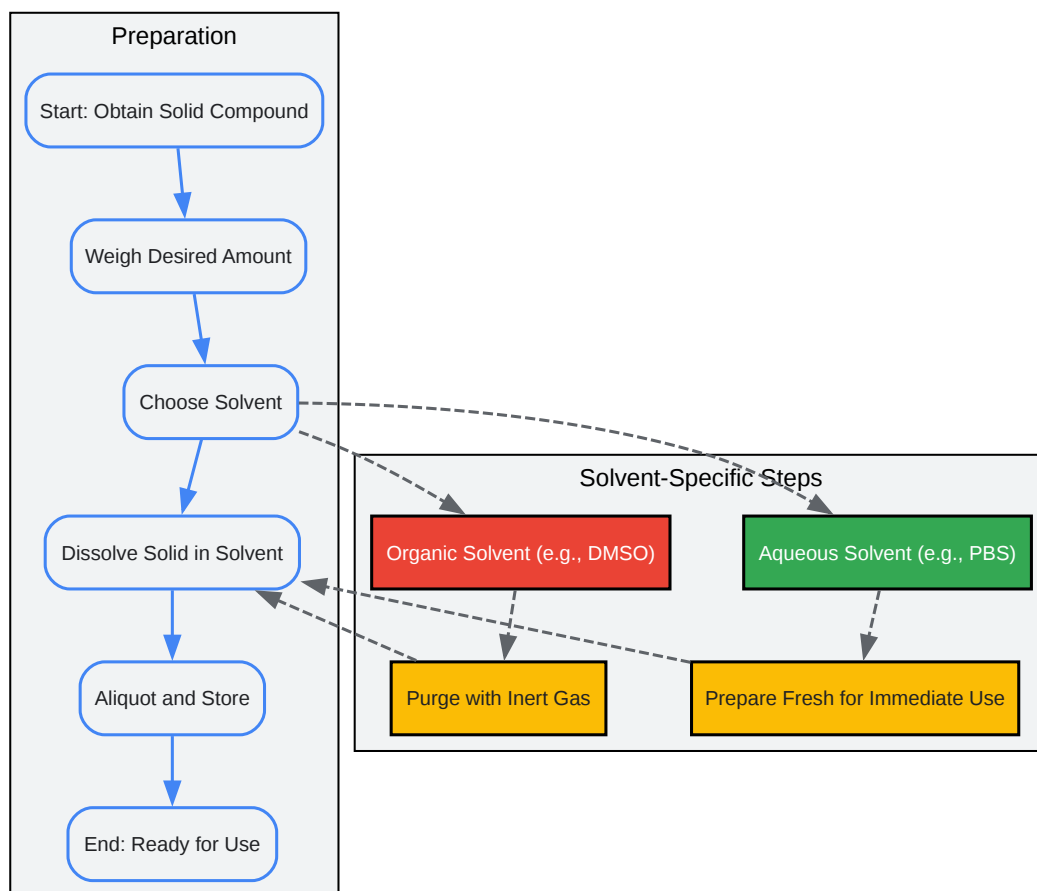 Preparation
Start: Obtain Solid Compound
Weigh Desired Amount
Choose Solvent
Dissolve Solid in Solvent
Aliquot and Store
End: Ready for Use
Solvent-Specific Steps
Organic Solvent (e.g., DMSO)
Aqueous Solvent (e.g., PBS)
Purge with Inert Gas
Prepare Fresh for Immediate Use